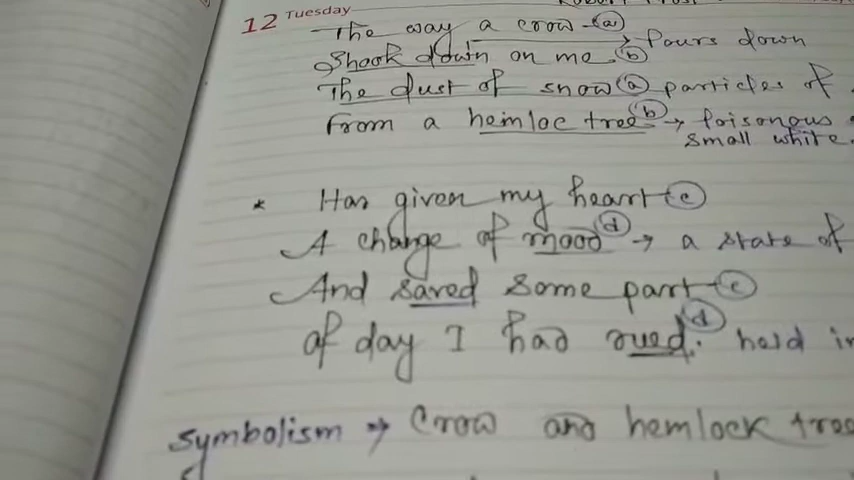 12 Tuesday
The way a crow (a)
Shook down on me (b) → Pours down
The dust of snow (a) particles of
From a hemloc tree (b) → Poisonous
small white
* Has given my heart (c)
A change of mood (d) → a state of
And saved some part (c)
of day I had rued. (d) held in
Symbolism → Crow and hemlock tree